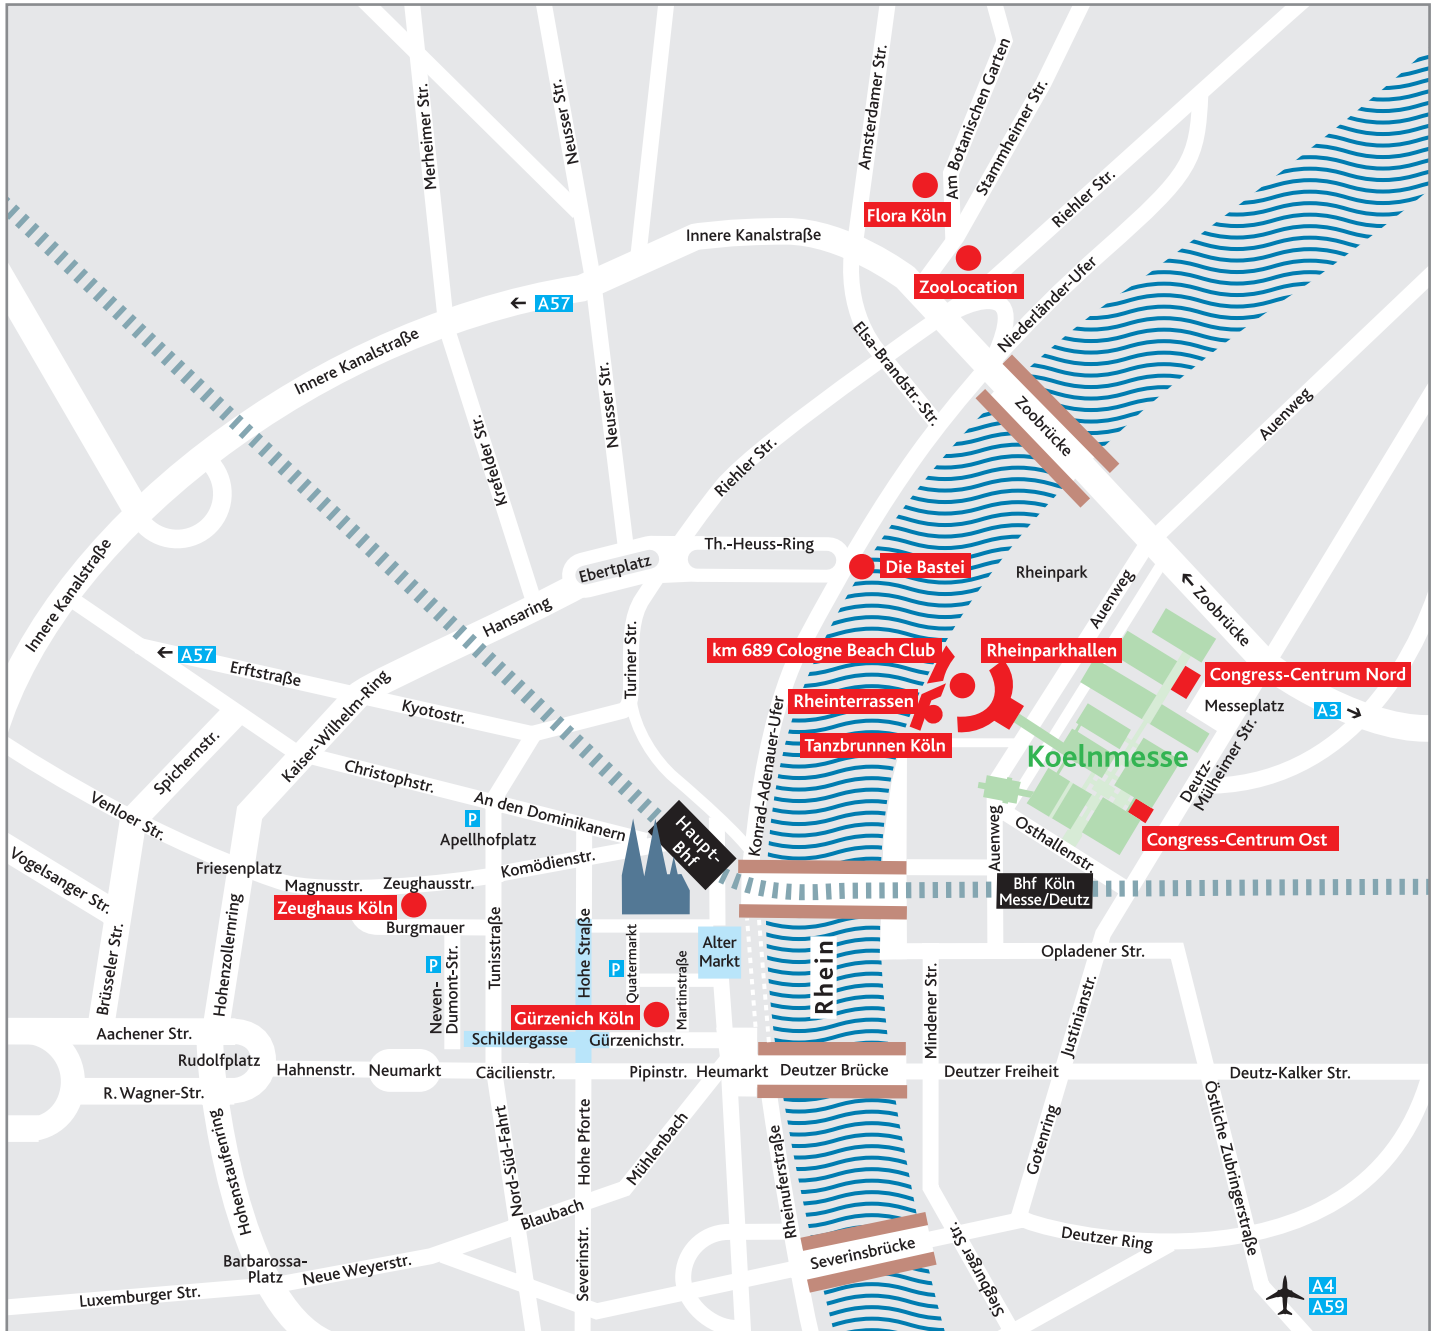 Merheimer Str.
Neusser Str.
Amsterdamer Str.
Am Botanischen Garten
Stammheimer Str.
Riehler Str.
Flora Köln
Innere Kanalstraße
ZooLocation
Niederländer-Ufer
A57
Innere Kanalstraße
Elsa-Brandstr.-Str.
Neusser Str.
Krefelder Str.
Riehler Str.
Zoobrücke
Auenweg
Th.-Heuss-Ring
Ebertplatz
Die Bastei
Rheinpark
Innere Kanalstraße
Hansaring
Auenweg
Zoobrücke
A57
Erftstraße
Turiner Str.
km 689 Cologne Beach Club
Rheinparkhallen
Congress-Centrum Nord
Messeplatz
A3
Kaiser-Wilhelm-Ring
Kyotostr.
Rheinterrassen
Tanzbrunnen Köln
Konrad-Adenauer-Ufer
Koelnmesse
Deutz-
Mülheimer Str.
Spichernstr.
Christophstr.
Venloer Str.
An den Dominikanern
P
Apellhofplatz
Haupt-
Bhf
Auenweg
Osthallenstr.
Congress-Centrum Ost
Vogelsanger Str.
Friesenplatz
Komödienstr.
Magnusstr.
Zeughausstr.
Zeughaus Köln
Burgmauer
Bhf Köln
Messe/Deutz
Brüsseler Str.
Hohenzollernring
Tunisstraße
Hohe Straße
P
Neven-
Dumont-Str.
P
Quatermarkt
Martinstraße
Alter
Markt
Rhein
Opladener Str.
Mindener Str.
Justinianstr.
Gürzenich Köln
Aachener Str.
Schildergasse
Gürzenichstr.
Rudolfplatz
Hahnenstr.
Neumarkt
Cäcilienstr.
Pipinstr.
Heumarkt
Deutzer Brücke
Deutzer Freiheit
Deutz-Kalker Str.
R. Wagner-Str.
Hohenstaufenring
Nord-Süd-Fahrt
Hohe Pforte
Mühlenbach
Rheinuferstraße
Gotenring
Östliche Zubringerstraße
Blaubach
Severinstr.
Severinsbrücke
Siegburger Str.
Deutzer Ring
Barbarossa-
Platz
Neue Weyerstr.
Luxemburger Str.
A4
A59